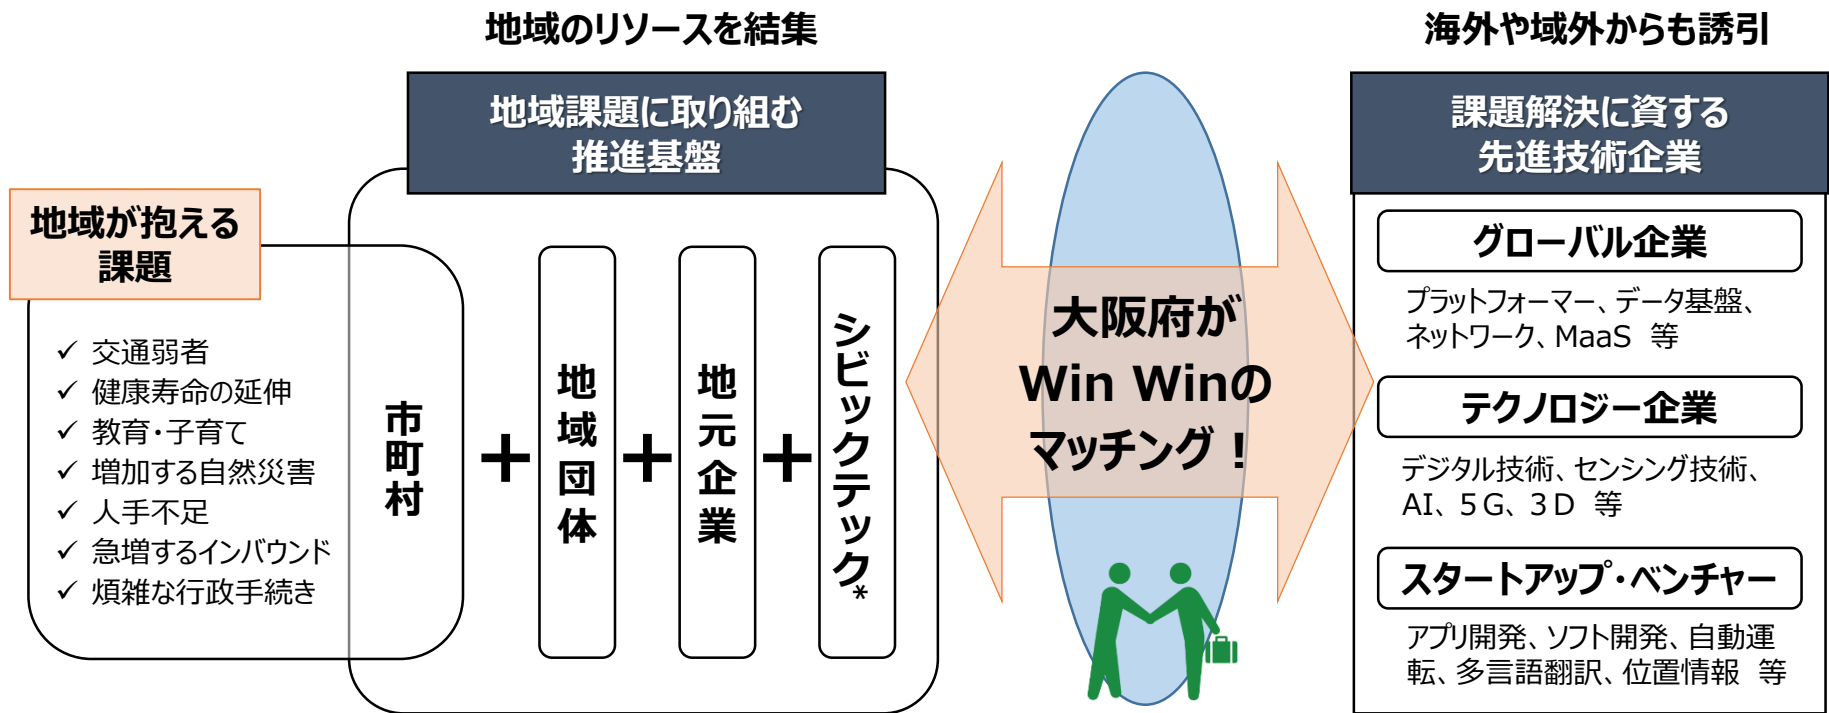 地域のリソースを結集
海外や域外からも誘引
地域課題に取り組む
推進基盤
課題解決に資する
先進技術企業
地域が抱える
課題
✓ 交通弱者
✓ 健康寿命の延伸
✓ 教育・子育て
✓ 増加する自然災害
✓ 人手不足
✓ 急増するインバウンド
✓ 煩雑な行政手続き
市町村
+
地域団体
+
地元企業
+
シビックテック*
大阪府が
Win Winの
マッチング！
グローバル企業
プラットフォーマー、データ基盤、
ネットワーク、MaaS 等
テクノロジー企業
デジタル技術、センシング技術、
AI、５G、３D 等
スタートアップ・ベンチャー
アプリ開発、ソフト開発、自動運
転、多言語翻訳、位置情報 等